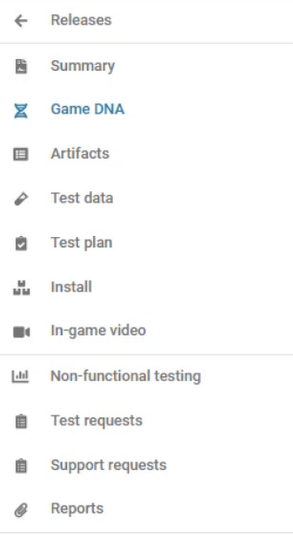 Releases
Summary
Game DNA
Artifacts
Test data
Test plan
Install
In-game video
Non-functional testing
Test requests
Support requests
Reports